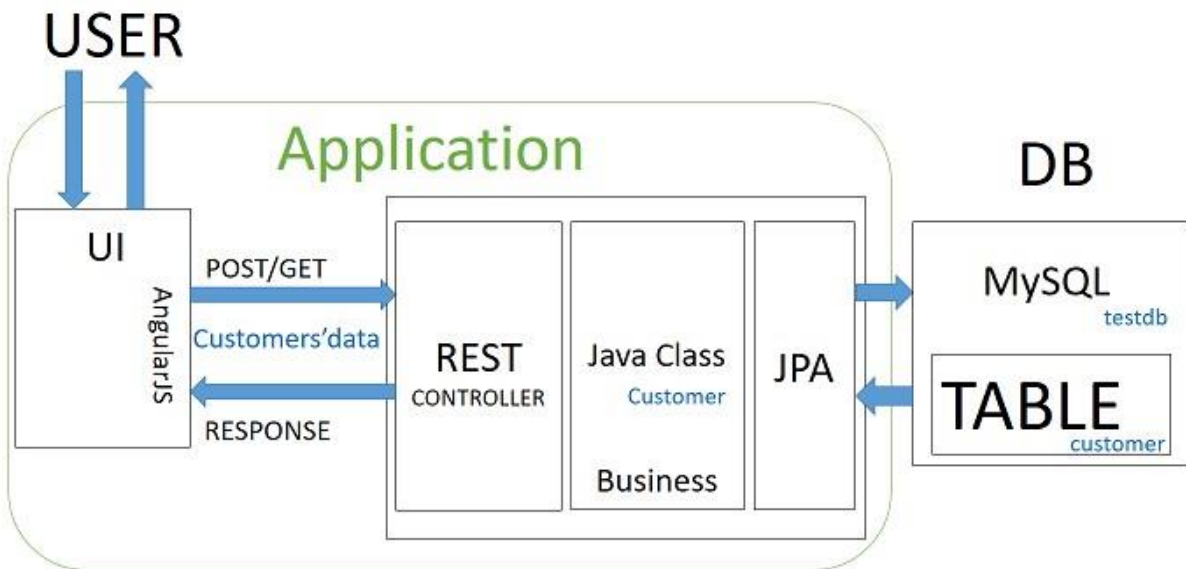 USER
Application
DB
UI
AngularJS
POST/GET
Customers'data
RESPONSE
REST
CONTROLLER
Java Class
Customer
Business
JPA
MySQL
testdb
TABLE
customer